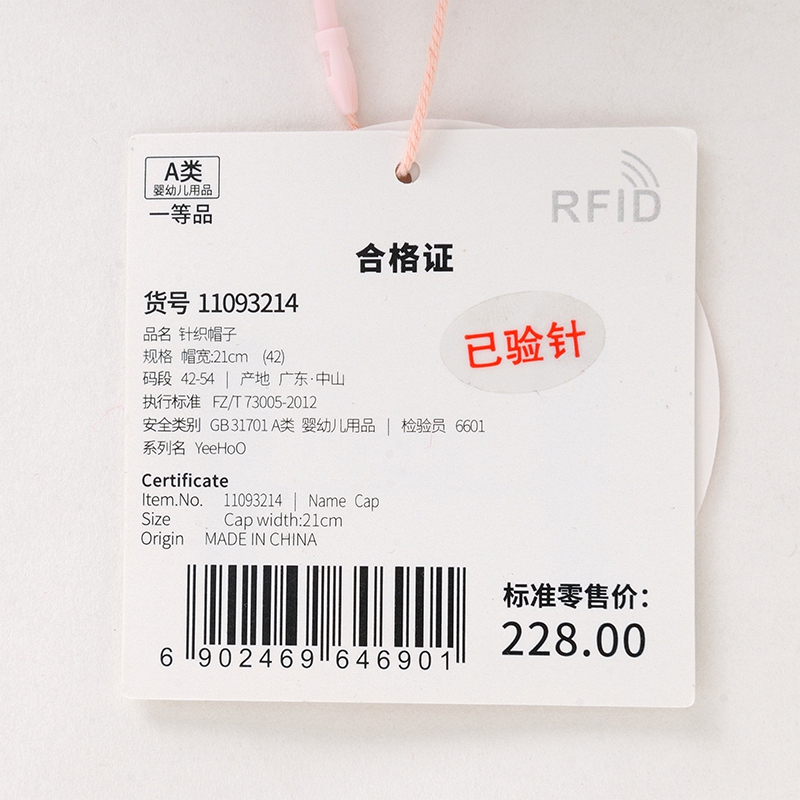 A类
婴幼儿用品
一等品
RFID
合格证
货号 11093214
已验针
品名 针织帽子
规格 帽宽:21cm (42)
码段 42-54 | 产地 广东·中山
执行标准 FZ/T 73005-2012
安全类别 GB 31701 A类 婴幼儿用品 | 检验员 6601
系列名 YeeHoO
Certificate
Item.No. 11093214 | Name Cap
Size Cap width:21cm
Origin MADE IN CHINA
标准零售价:
228.00
6 902469 646901